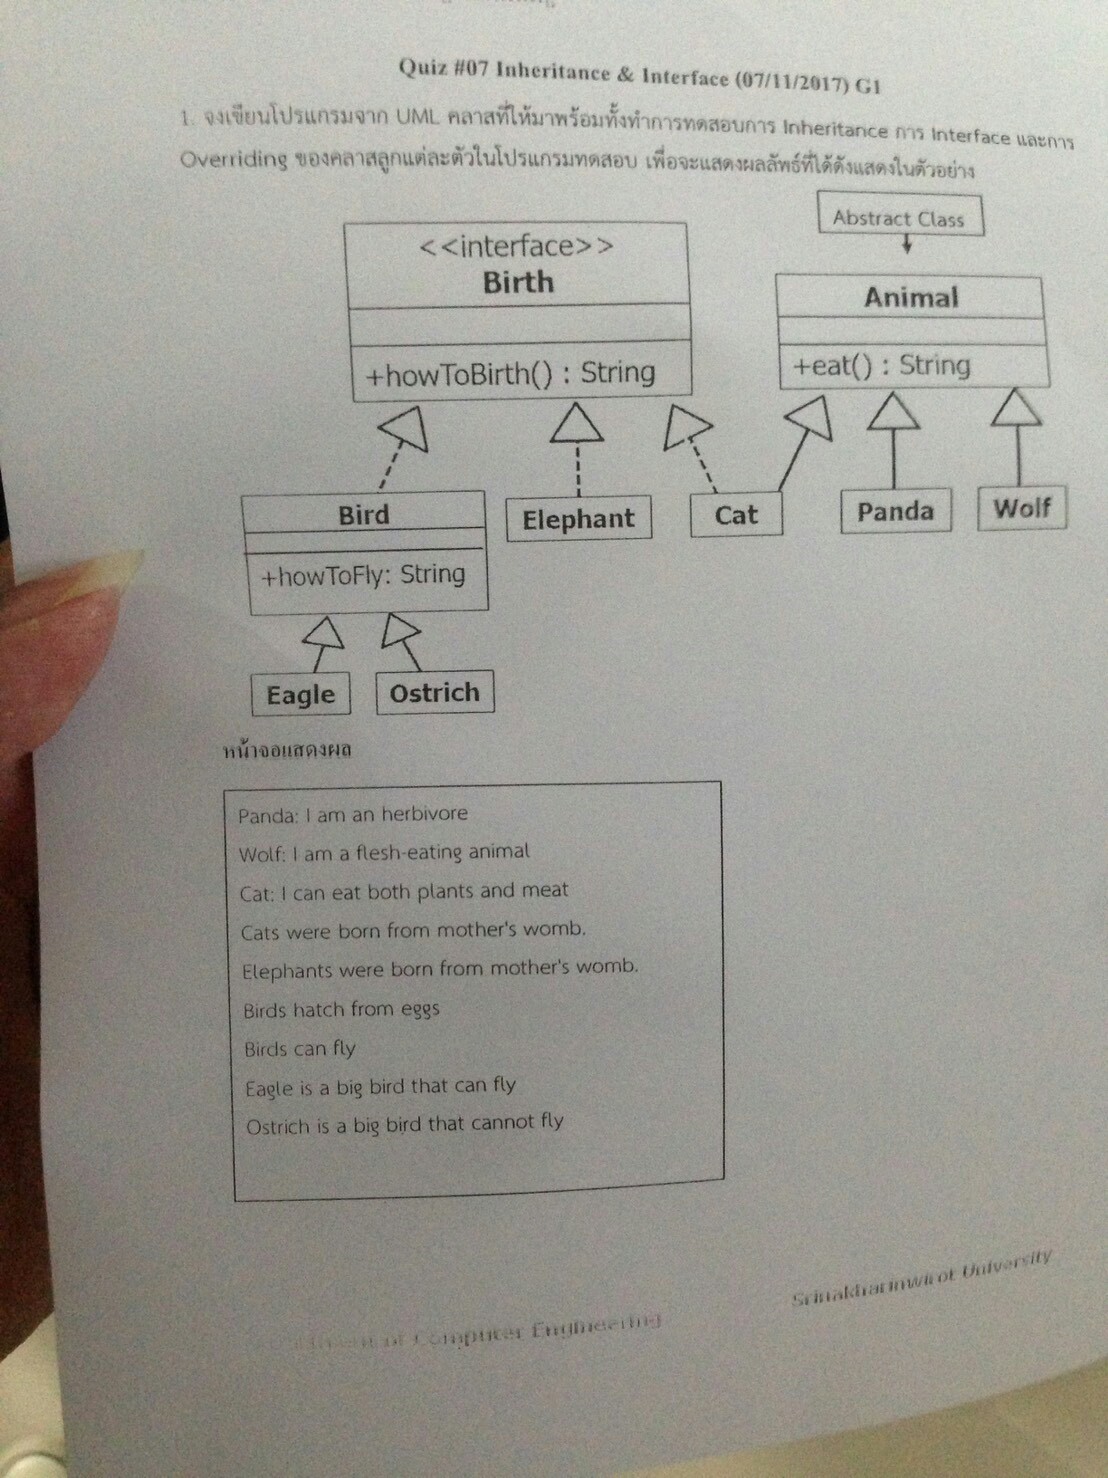 Quiz #07 Inheritance & Interface (07/11/2017) G1
1. จงเขียนโปรแกรมจาก UML คลาสที่ให้มาพร้อมทั้งทำการทดสอบการ Inheritance การ Interface และการ
Overriding ของคลาสลูกแต่ละตัวในโปรแกรมทดสอบ เพื่อจะแสดงผลลัพธ์ที่ได้ดังแสดงในตัวอย่าง
Abstract Class
<<interface>>
Birth
Animal
+howToBirth() : String
+eat() : String
Bird
Elephant
Cat
Panda
Wolf
+howToFly: String
Eagle
Ostrich
หน้าจอแสดงผล
Panda: I am an herbivore
Wolf: I am a flesh-eating animal
Cat: I can eat both plants and meat
Cats were born from mother's womb.
Elephants were born from mother's womb.
Birds hatch from eggs
Birds can fly
Eagle is a big bird that can fly
Ostrich is a big bird that cannot fly
of Computer Engineering
Srinakharinwirot University